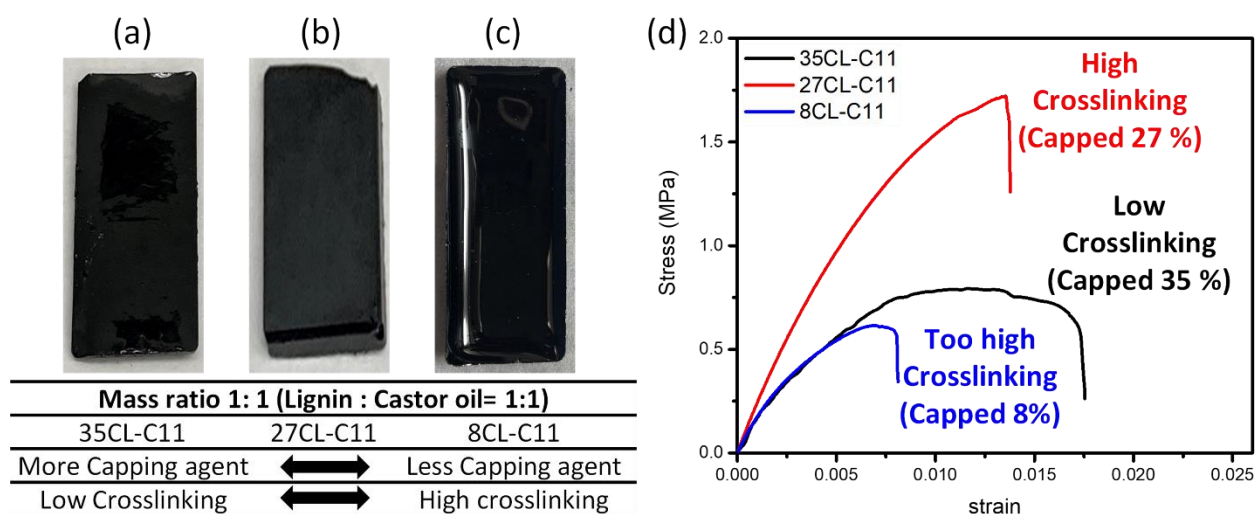 (a)
(b)
(c)
Mass ratio 1: 1 (Lignin : Castor oil= 1:1)
35CL-C11 27CL-C11 8CL-C11
More Capping agent Less Capping agent
Low Crosslinking High crosslinking
(d)
2.0
1.5
1.0
0.5
0.0
Stress (MPa)
35CL-C11
27CL-C11
8CL-C11
High
Crosslinking
(Capped 27 %)
Low
Crosslinking
(Capped 35 %)
Too high
Crosslinking
(Capped 8%)
0.000 0.005 0.010 0.015 0.020 0.025
strain